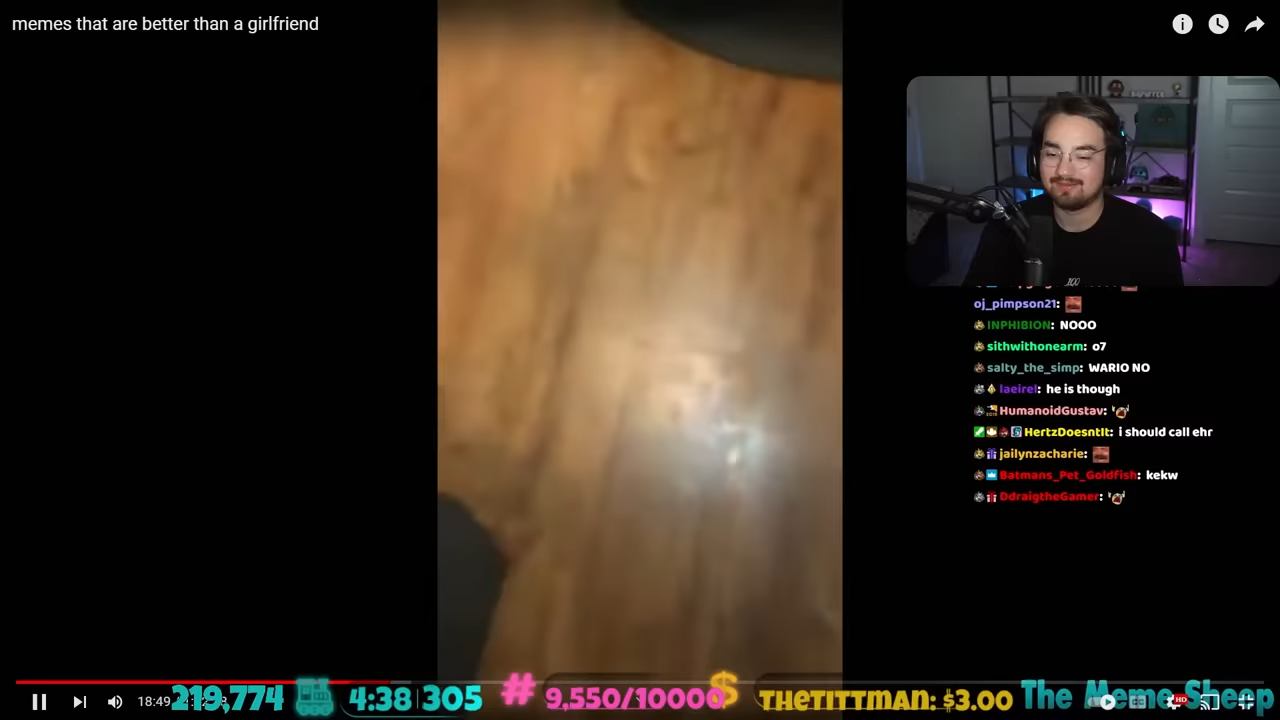 memes that are better than a girlfriend
oj_pimpson21:
INPHIBION: NOOO
sithwithonearm: o7
salty_the_simp: WARIO NO
laeirel: he is though
HumanoidGustav:
HertzDoesntIt: i should call ehr
jailynzacharie:
Batmans_Pet_Goldfish: kekw
DdraigtheGamer:
18:49
219,774
4:38 305
# 9,550/10000
$ THETITTMAN: $3.00
The Meme Sheep
HD